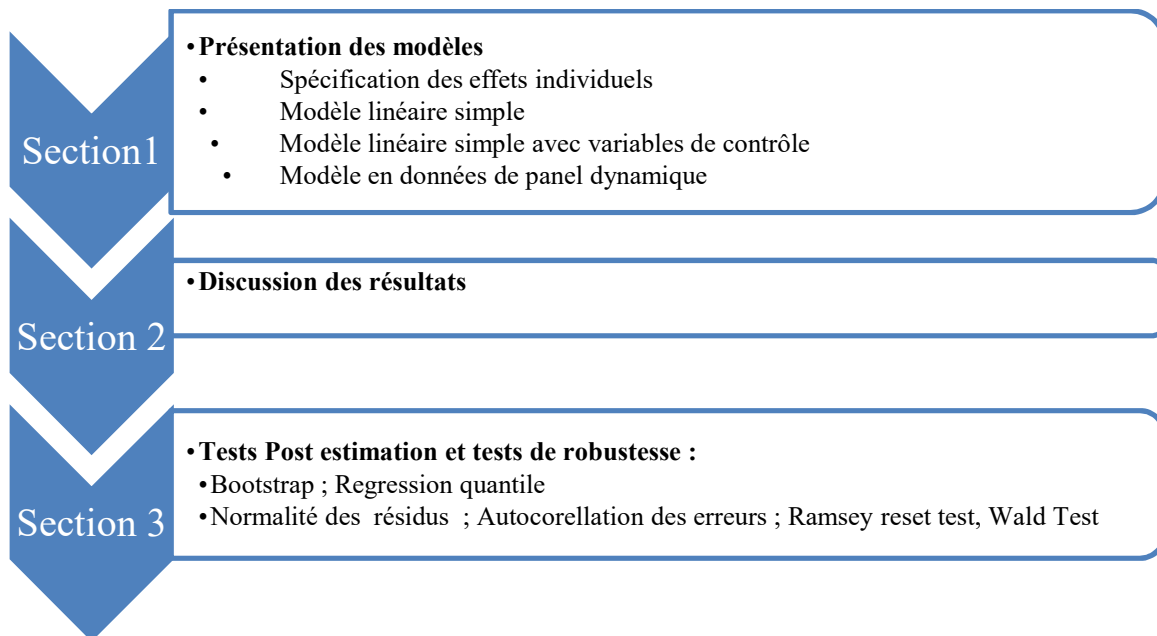 Section1
•Présentation des modèles
• Spécification des effets individuels
• Modèle linéaire simple
• Modèle linéaire simple avec variables de contrôle
• Modèle en données de panel dynamique
Section 2
•Discussion des résultats
Section 3
•Tests Post estimation et tests de robustesse :
•Bootstrap ; Regression quantile
•Normalité des résidus ; Autocorellation des erreurs ; Ramsey reset test, Wald Test